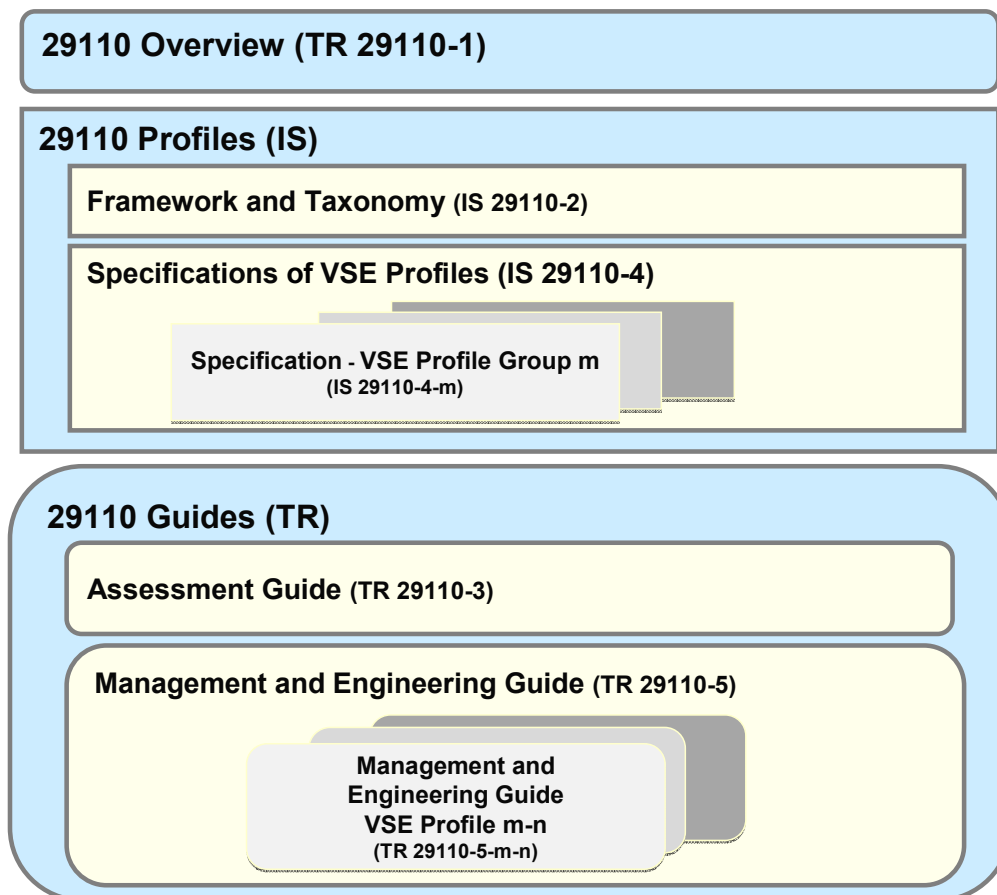 29110 Overview (TR 29110-1)
29110 Profiles (IS)
Framework and Taxonomy (IS 29110-2)
Specifications of VSE Profiles (IS 29110-4)
Specification - VSE Profile Group m
(IS 29110-4-m)
29110 Guides (TR)
Assessment Guide (TR 29110-3)
Management and Engineering Guide (TR 29110-5)
Management and
Engineering Guide
VSE Profile m-n
(TR 29110-5-m-n)